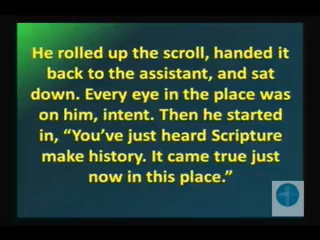 He rolled up the scroll, handed it
back to the assistant, and sat
down. Every eye in the place was
on him, intent. Then he started
in, “You’ve just heard Scripture
make history. It came true just
now in this place.”